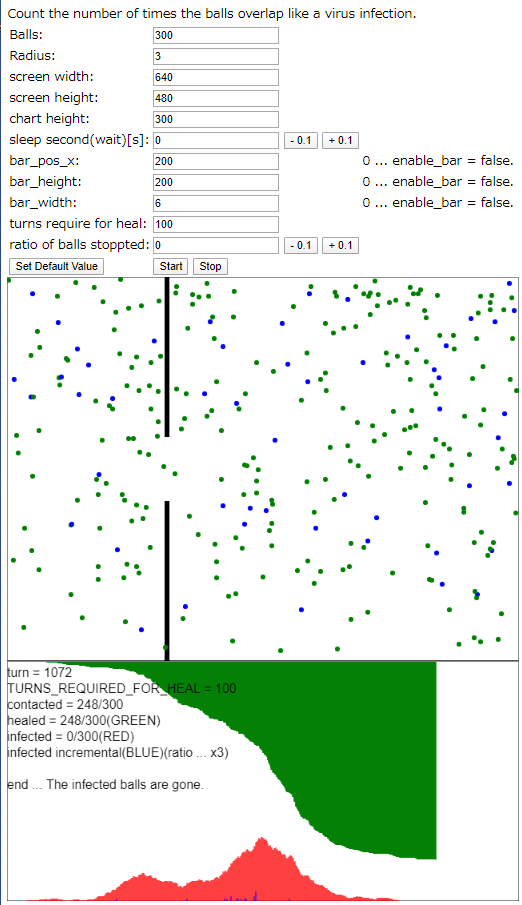 Count the number of times the balls overlap like a virus infection.
Balls: 300
Radius: 3
screen width: 640
screen height: 480
chart height: 300
sleep second(wait)[s]: 0 - 0.1 + 0.1
bar_pos_x: 200 0 ... enable_bar = false.
bar_height: 200 0 ... enable_bar = false.
bar_width: 6 0 ... enable_bar = false.
turns require for heal: 100
ratio of balls stoppted: 0 - 0.1 + 0.1
Set Default Value Start Stop
turn = 1072
TURNS_REQUIRED_FOR_HEAL = 100
contacted = 248/300
healed = 248/300(GREEN)
infected = 0/300(RED)
infected incremental(BLUE)(ratio ... x3)
end ... The infected balls are gone.